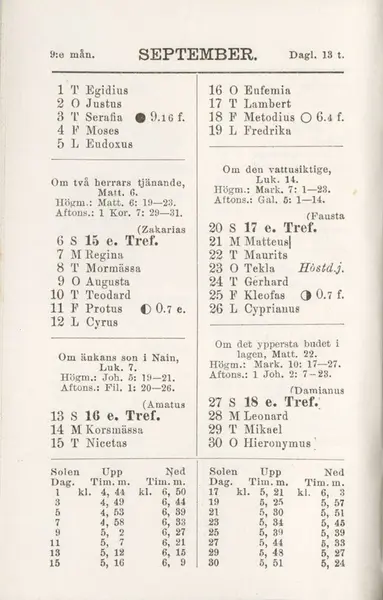 9:e mån. SEPTEMBER. Dagl. 13 t.
1 T Egidius
2 O Justus
3 T Serafia ● 9.16 f.
4 F Moses
5 L Eudoxus
Om två herrars tjänande,
Matt. 6.
Högm.: Matt. 6: 19—23.
Aftons.: 1 Kor. 7: 29—31.
(Zakarias
6 S 15 e. Tref.
7 M Regina
8 T Mormässa
9 O Augusta
10 T Teodard
11 F Protus ◐ 0.7 e.
12 L Cyrus
Om änkans son i Nain,
Luk. 7.
Högm.: Joh. 5: 19—21.
Aftons.: Fil. 1: 20—26.
(Amatus
13 S 16 e. Tref.
14 M Korsmässa
15 T Nicetas
16 O Eufemia
17 T Lambert
18 F Metodius ○ 6.4 f.
19 L Fredrika
Om den vattusiktige,
Luk. 14.
Högm.: Mark. 7: 1—23.
Aftons.: Gal. 5: 1—14.
(Fausta
20 S 17 e. Tref.
21 M Matteus
22 T Maurits
23 O Tekla Höstd.j.
24 T Gerhard
25 F Kleofas ◑ 0.7 f.
26 L Cyprianus
Om det yppersta budet i
lagen, Matt. 22.
Högm.: Mark. 10: 17—27.
Aftons.: 1 Joh. 2: 7—23.
(Damianus
27 S 18 e. Tref.
28 M Leonard
29 T Mikael
30 O Hieronymus
Solen Upp Ned
Dag. Tim. m. Tim. m.
1 kl. 4, 44 kl. 6, 50
3 4, 49 6, 44
5 4, 53 6, 39
7 4, 58 6, 33
9 5, 2 6, 27
11 5, 7 6, 21
13 5, 12 6, 15
15 5, 16 6, 9
Solen Upp Ned
Dag. Tim. m. Tim. m.
17 kl. 5, 21 kl. 6, 3
19 5, 25 5, 57
21 5, 30 5, 51
23 5, 34 5, 45
25 5, 39 5, 39
27 5, 44 5, 33
29 5, 48 5, 27
30 5, 51 5, 24